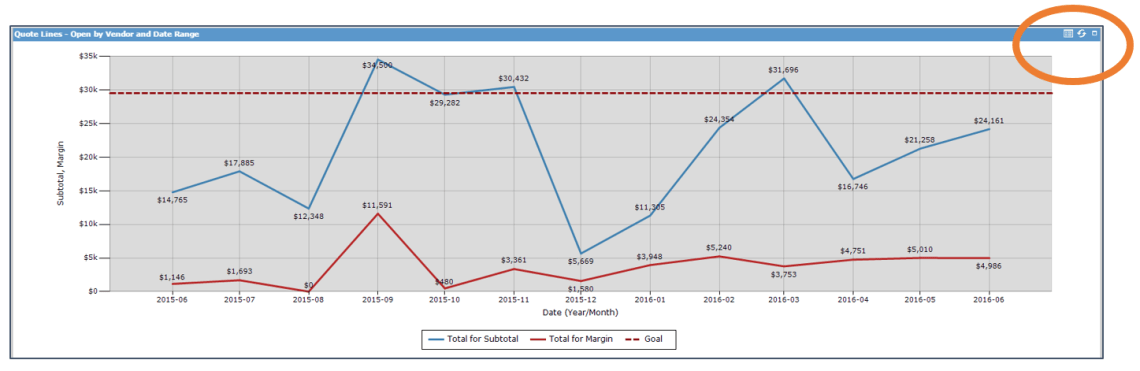 Quote Lines - Open by Vendor and Date Range
$35k
$30k
$25k
$20k
$15k
$10k
$5k
$0
Subtotal, Margin
$14,765
$17,885
$12,348
$34,500
$29,282
$30,432
$5,669
$11,305
$24,354
$31,696
$16,746
$21,258
$24,161
$1,146
$1,693
$0
$11,591
$480
$3,361
$1,580
$3,948
$5,240
$3,753
$4,751
$5,010
$4,986
2015-06 2015-07 2015-08 2015-09 2015-10 2015-11 2015-12 2016-01 2016-02 2016-03 2016-04 2016-05 2016-06
Date (Year/Month)
Total for Subtotal Total for Margin Goal